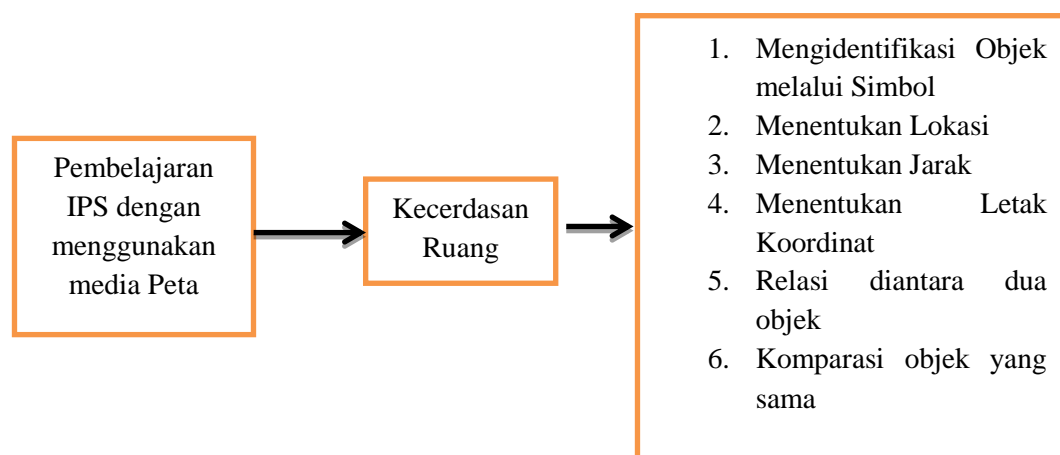 Pembelajaran
IPS dengan
menggunakan
media Peta
Kecerdasan
Ruang
1. Mengidentifikasi Objek
melalui Simbol
2. Menentukan Lokasi
3. Menentukan Jarak
4. Menentukan Letak
Koordinat
5. Relasi diantara dua
objek
6. Komparasi objek yang
sama